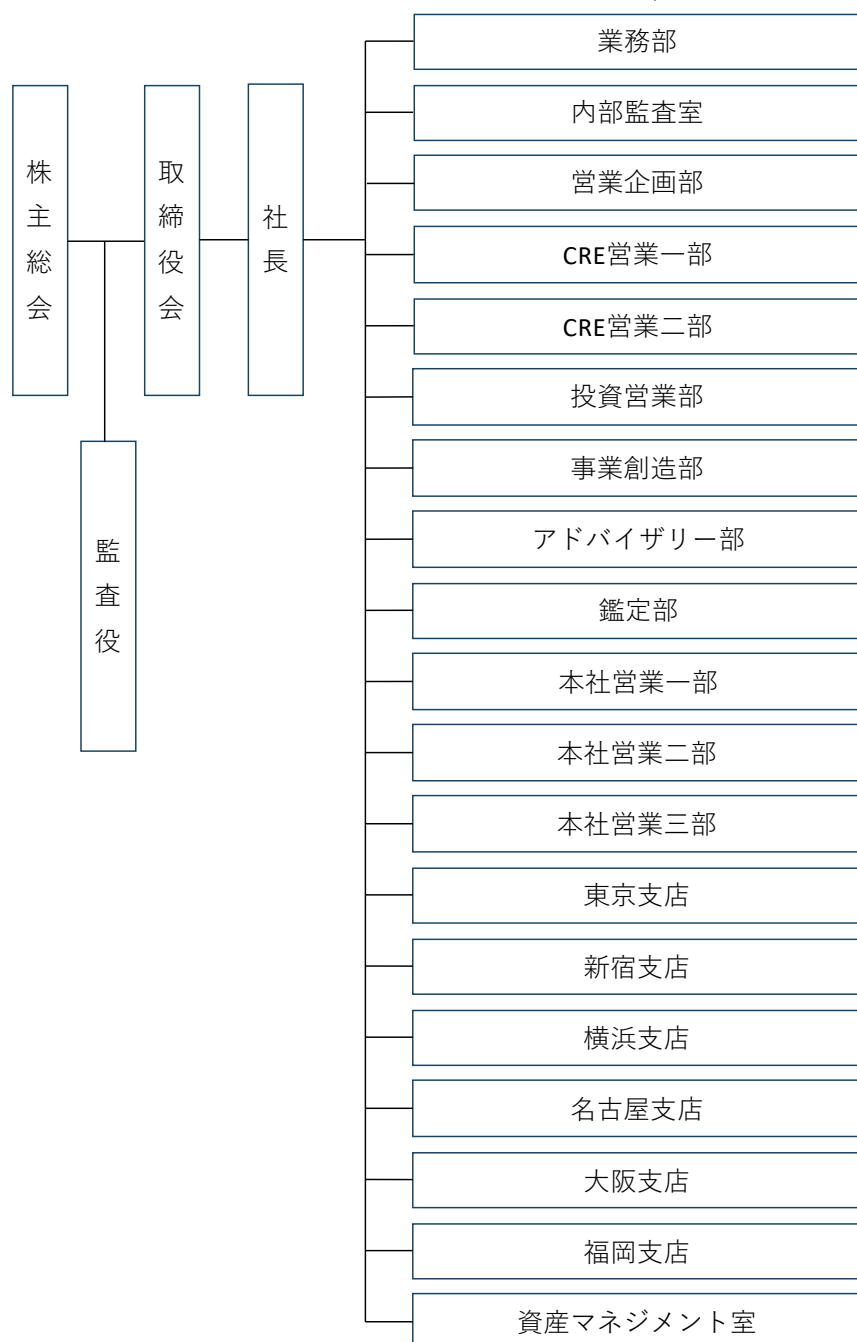 株主総会
取締役会
社長
監査役
業務部
内部監査室
営業企画部
CRE営業一部
CRE営業二部
投資営業部
事業創造部
アドバイザリー部
鑑定部
本社営業一部
本社営業二部
本社営業三部
東京支店
新宿支店
横浜支店
名古屋支店
大阪支店
福岡支店
資産マネジメント室